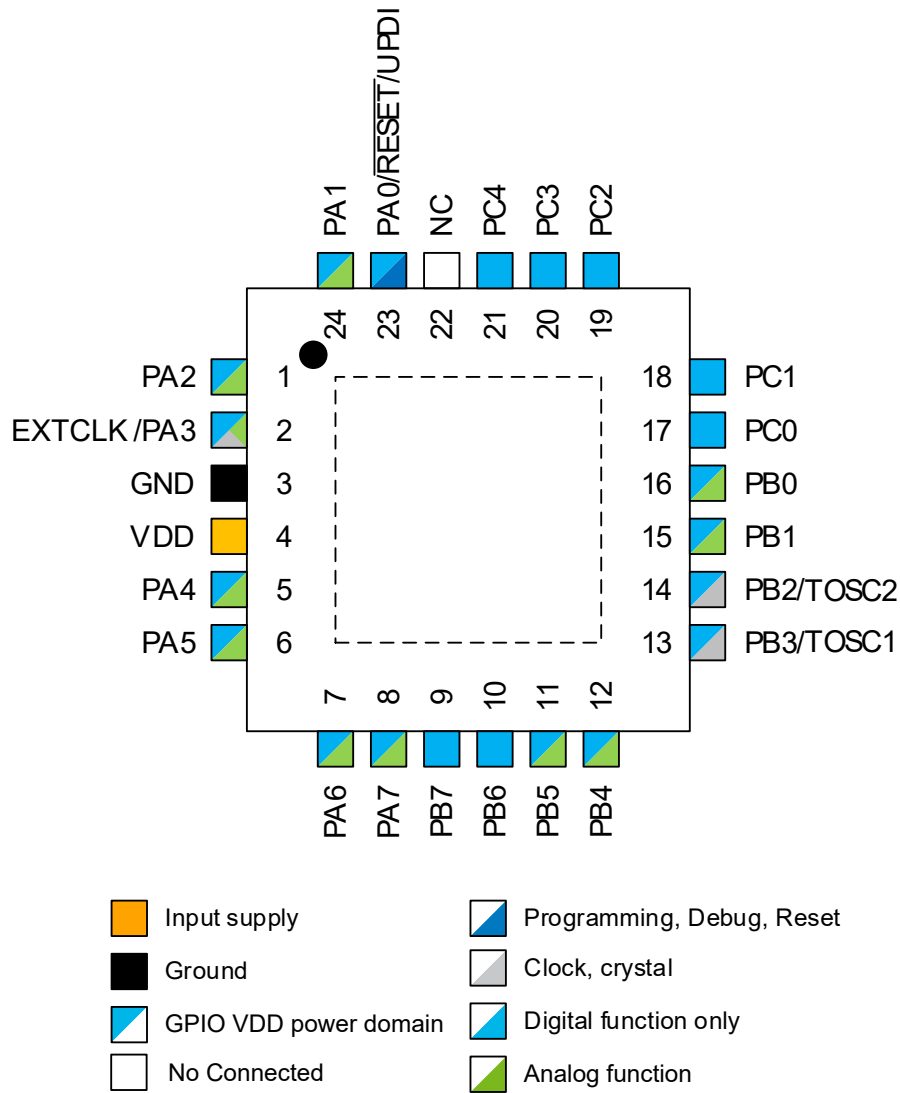 PA1
PA0/RESET/UPDI
NC
PC4
PC3
PC2
24
23
22
21
20
19
PA2
1
18
PC1
EXTCLK/PA3
2
17
PC0
GND
3
16
PB0
VDD
4
15
PB1
PA4
5
14
PB2/TOSC2
PA5
6
13
PB3/TOSC1
7
8
9
10
11
12
PA6
PA7
PB7
PB6
PB5
PB4
Input supply
Programming, Debug, Reset
Ground
Clock, crystal
GPIO VDD power domain
Digital function only
No Connected
Analog function